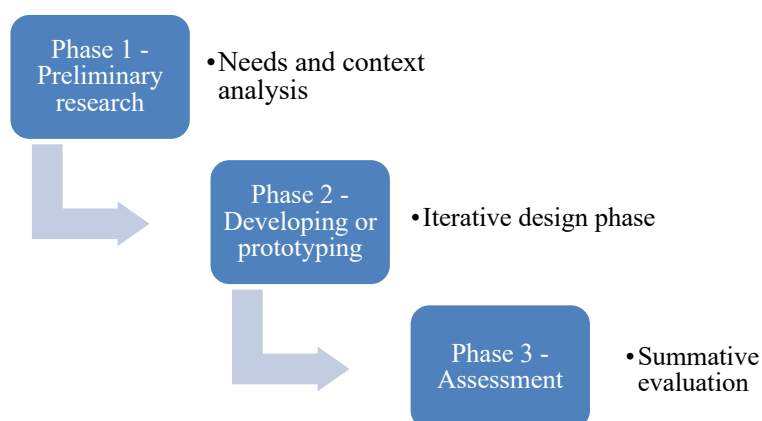 Phase 1 -
Preliminary
research
•Needs and context
analysis
Phase 2 -
Developing or
prototyping
•Iterative design phase
Phase 3 -
Assessment
•Summative
evaluation